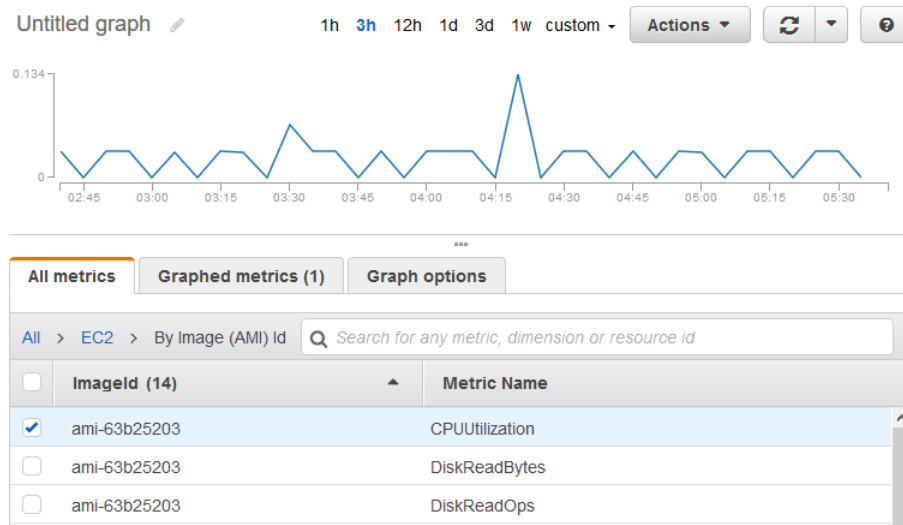 Untitled graph 1h 3h 12h 1d 3d 1w custom Actions ?
0.134
0
02:45 03:00 03:15 03:30 03:45 04:00 04:15 04:30 04:45 05:00 05:15 05:30
All metrics Graphed metrics (1) Graph options
All > EC2 > By Image (AMI) Id Search for any metric, dimension or resource id
ImageId (14) Metric Name
ami-63b25203 CPUUtilization
ami-63b25203 DiskReadBytes
ami-63b25203 DiskReadOps